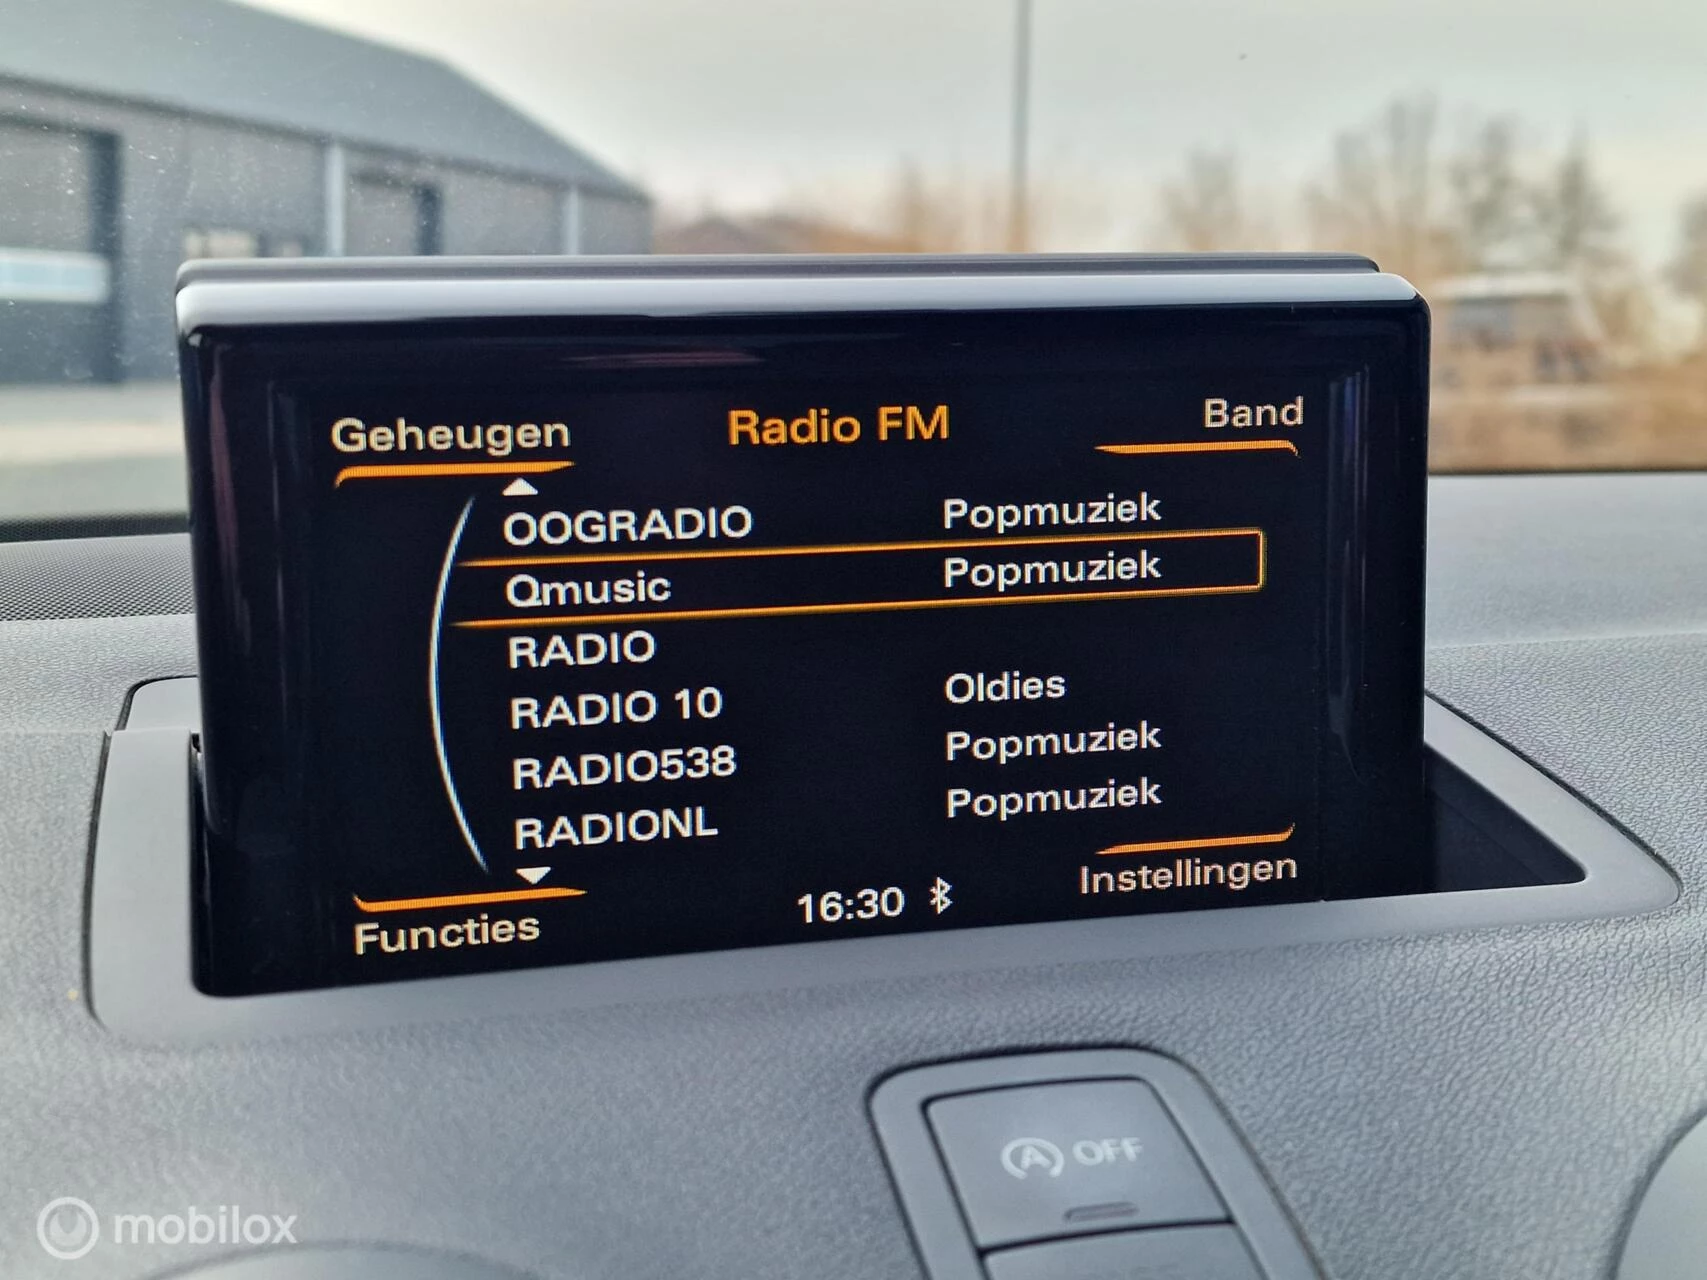 Geheugen Radio FM Band
OOGRADIO Popmuziek
Qmusic Popmuziek
RADIO
RADIO 10 Oldies
RADIO538 Popmuziek
RADIONL Popmuziek
Functies 16:30 Instellingen
A OFF
mobilox